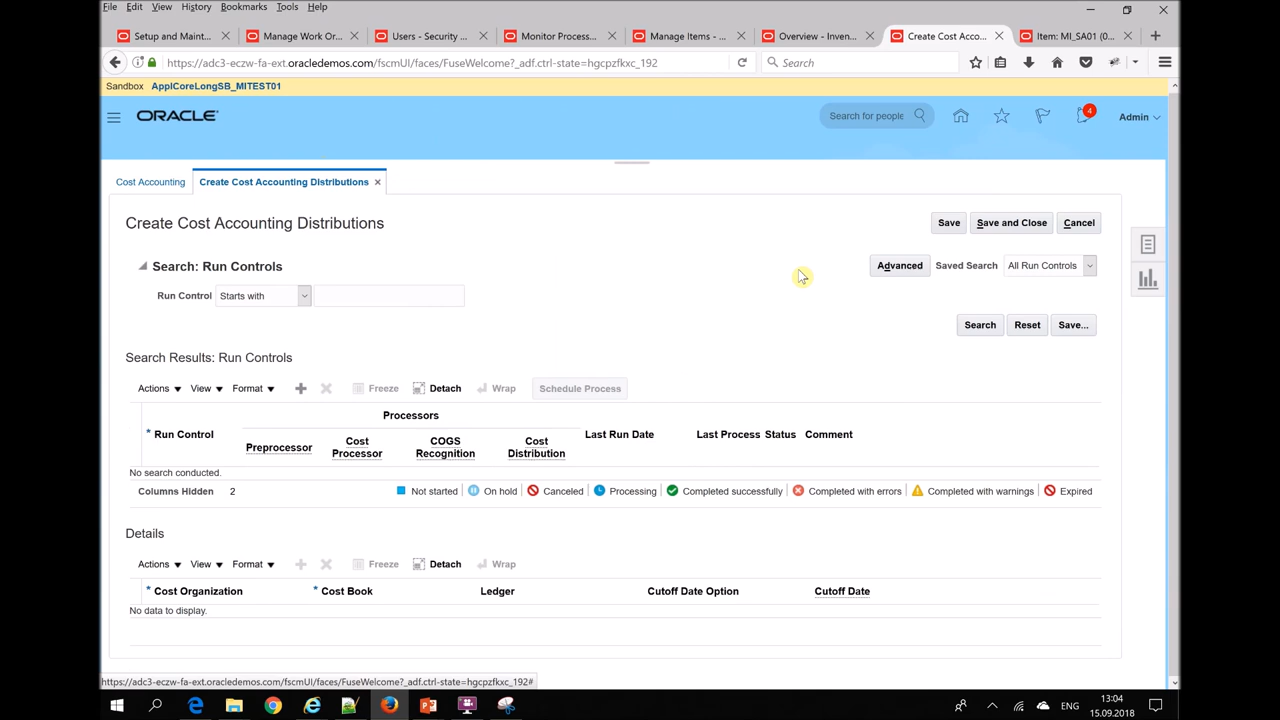 File Edit View History Bookmarks Tools Help
Setup and Maint... Manage Work Or... Users - Security ... Monitor Process... Manage Items - ... Overview - Inven... Create Cost Acco... Item: MI_SA01 (...
https://adc3-eczw-fa-ext.oracledemos.com/fscmUI/faces/FuseWelcome?_adf.ctrl-state=hgcpzfkxc_192 Search
Sandbox ApplCoreLongSB_MITEST01
ORACLE Search for people 4 Admin
Cost Accounting Create Cost Accounting Distributions
Create Cost Accounting Distributions Save Save and Close Cancel
Search: Run Controls Advanced Saved Search All Run Controls
Run Control Starts with
Search Reset Save...
Search Results: Run Controls
Actions View Format Freeze Detach Wrap Schedule Process
Processors
* Run Control Preprocessor Cost Processor COGS Recognition Cost Distribution Last Run Date Last Process Status Comment
No search conducted.
Columns Hidden 2 Not started On hold Canceled Processing Completed successfully Completed with errors Completed with warnings Expired
Details
Actions View Format Freeze Detach Wrap
* Cost Organization * Cost Book Ledger Cutoff Date Option Cutoff Date
No data to display.
https://adc3-eczw-fa-ext.oracledemos.com/fscmUI/faces/FuseWelcome?_adf.ctrl-state=hgcpzfkxc_192#
ENG 13:04
15.09.2018